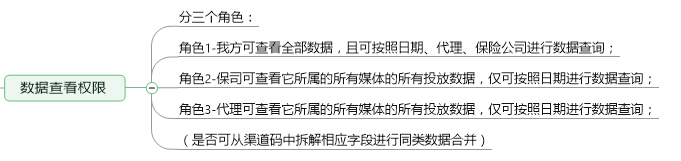 分三个角色：
角色1-我方可查看全部数据，且可按照日期、代理、保险公司进行数据查询；
数据查看权限
角色2-保司可查看它所属的所有媒体的所有投放数据，仅可按照日期进行数据查询；
角色3-代理可查看它所属的所有媒体的所有投放数据，仅可按照日期进行数据查询；
（是否可从渠道码中拆解相应字段进行同类数据合并）